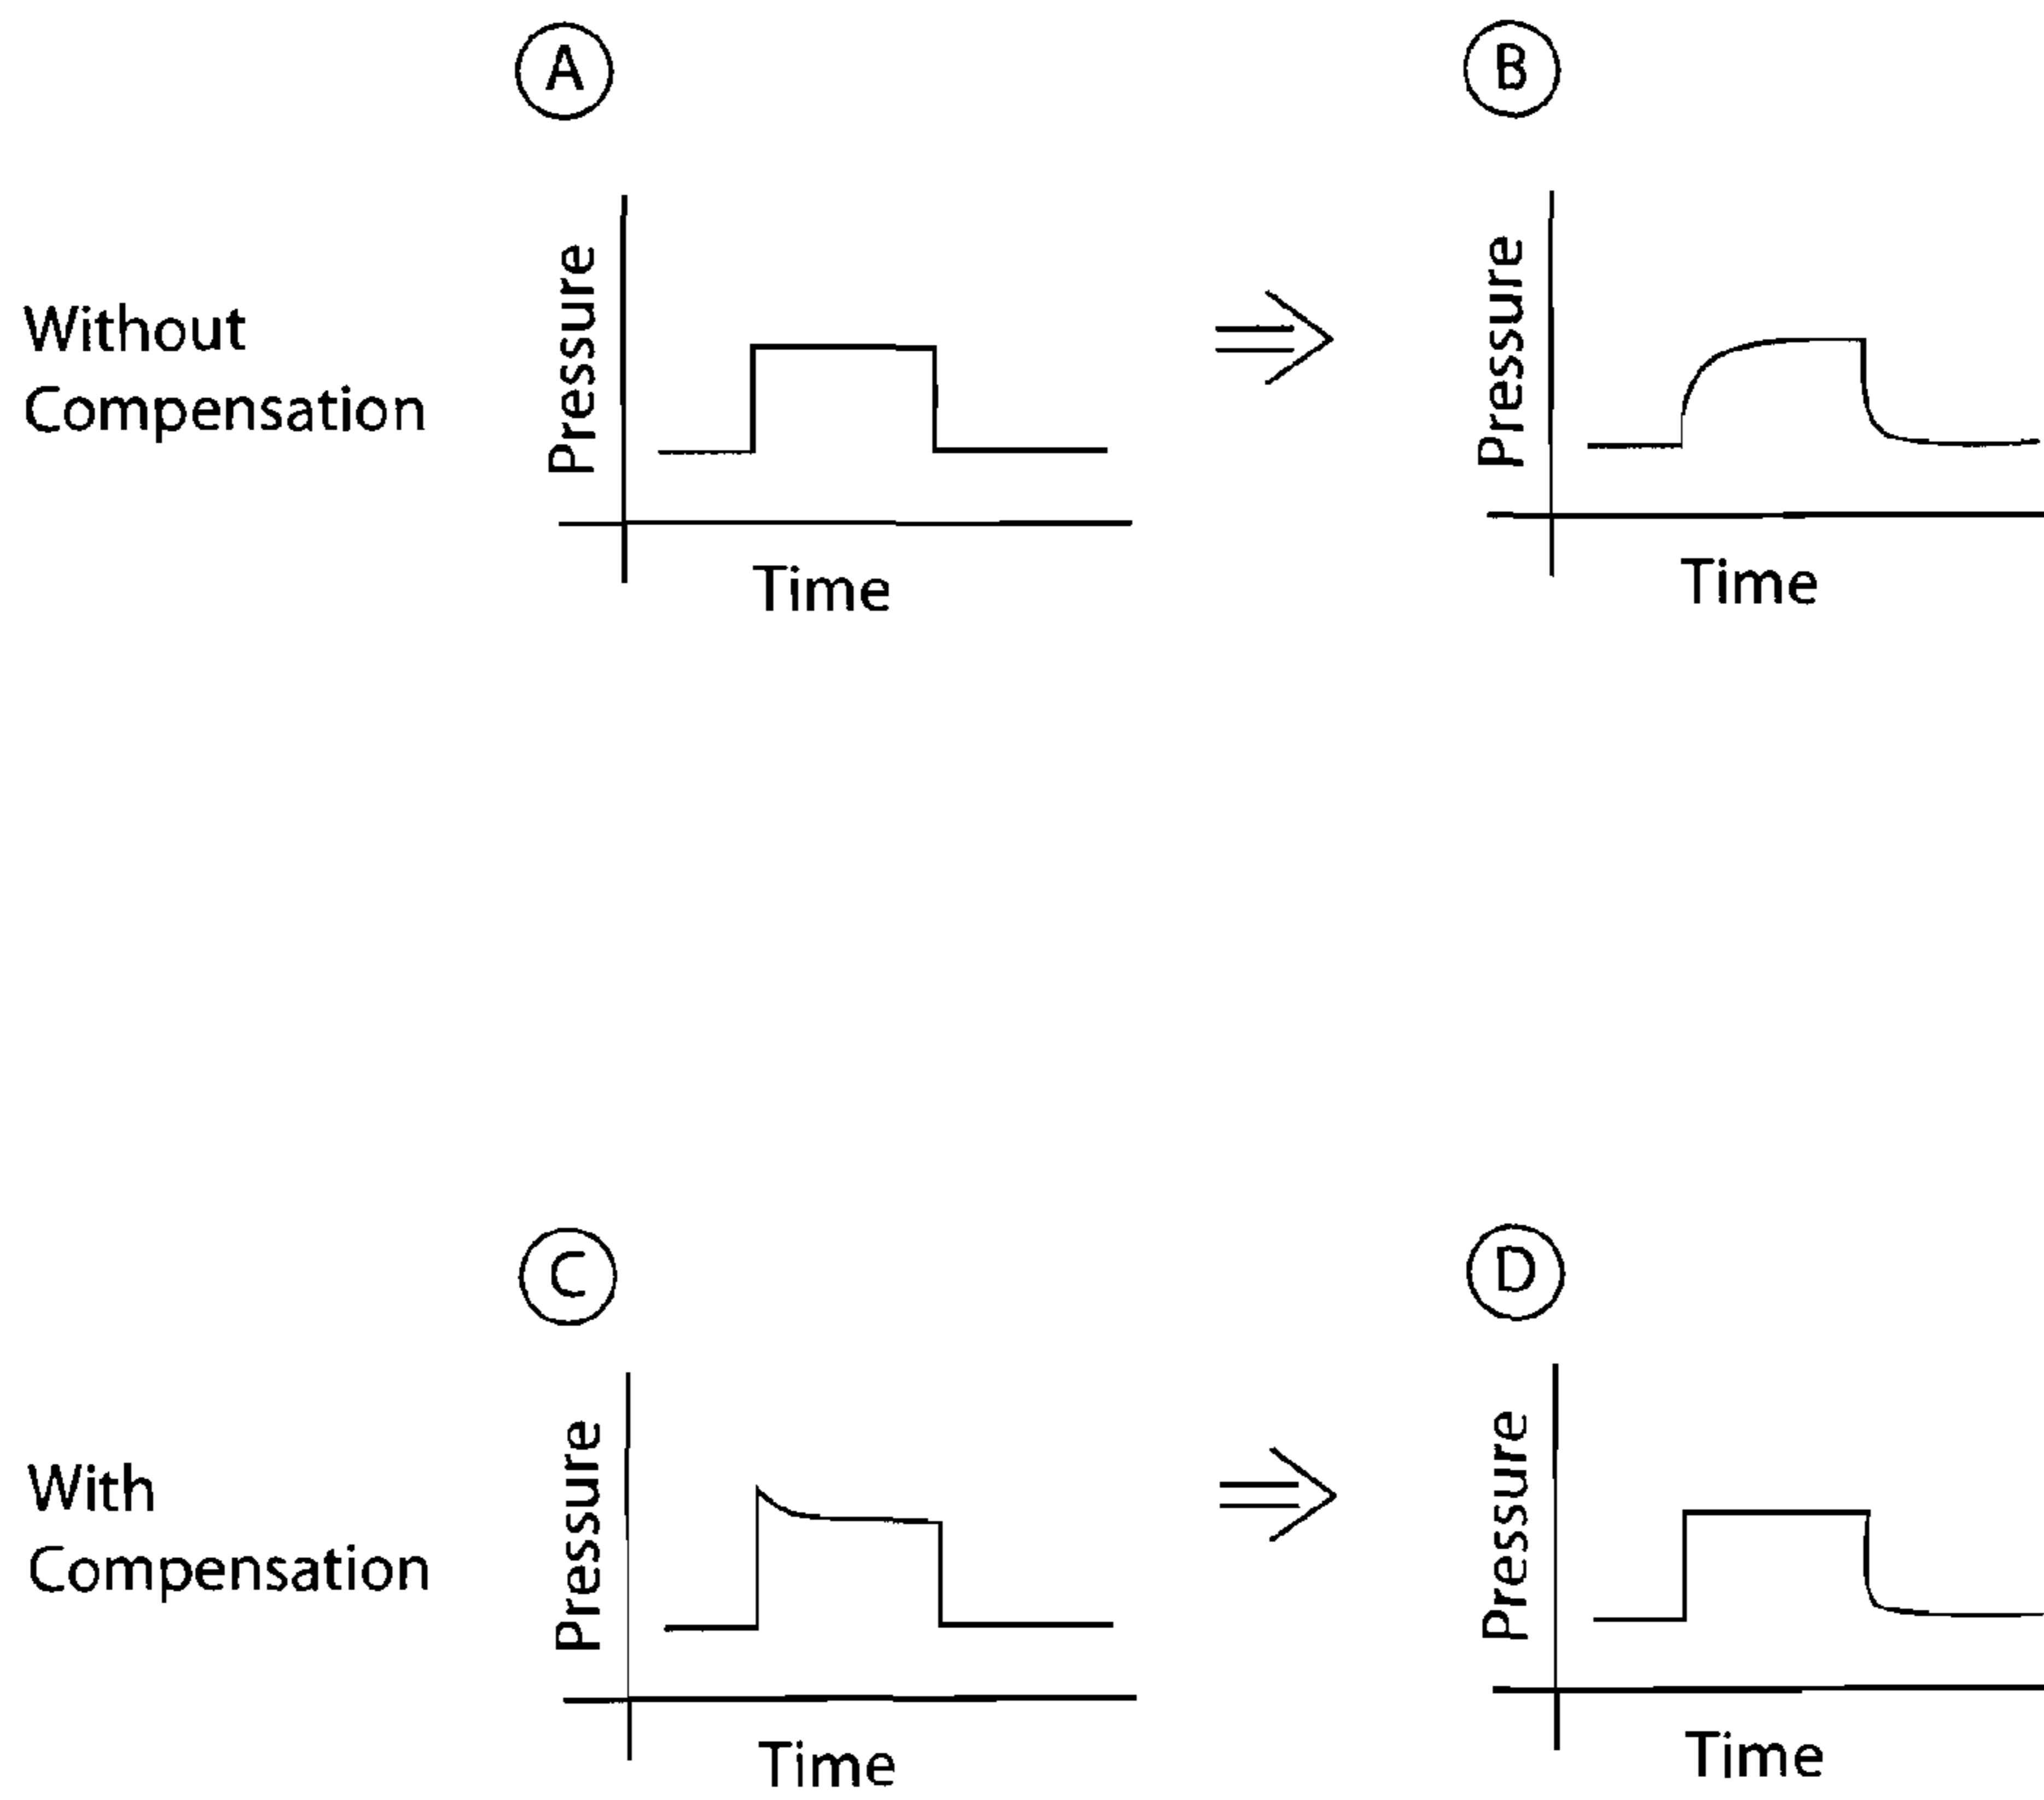 A
B
Without
Compensation
Pressure
Time
Pressure
Time
C
D
With
Compensation
Pressure
Time
Pressure
Time